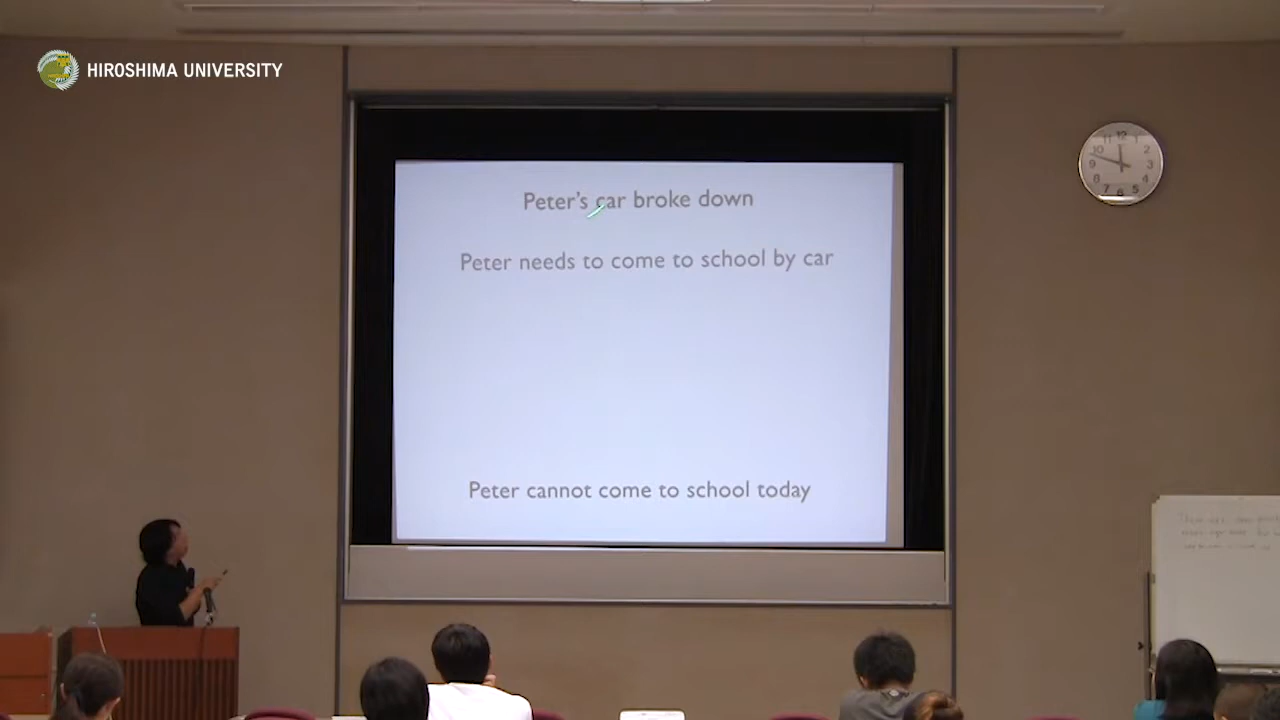 HIROSHIMA UNIVERSITY
Peter's car broke down
Peter needs to come to school by car
Peter cannot come to school today